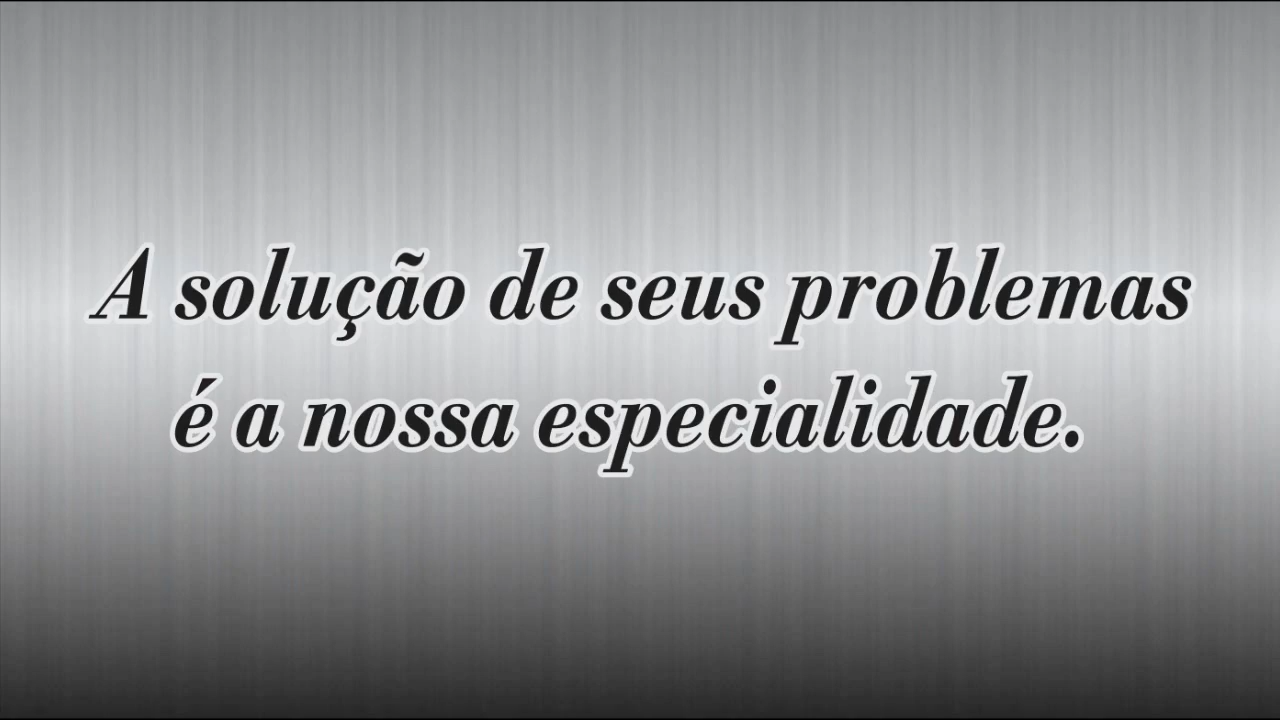 A solução de seus problemas
é a nossa especialidade.